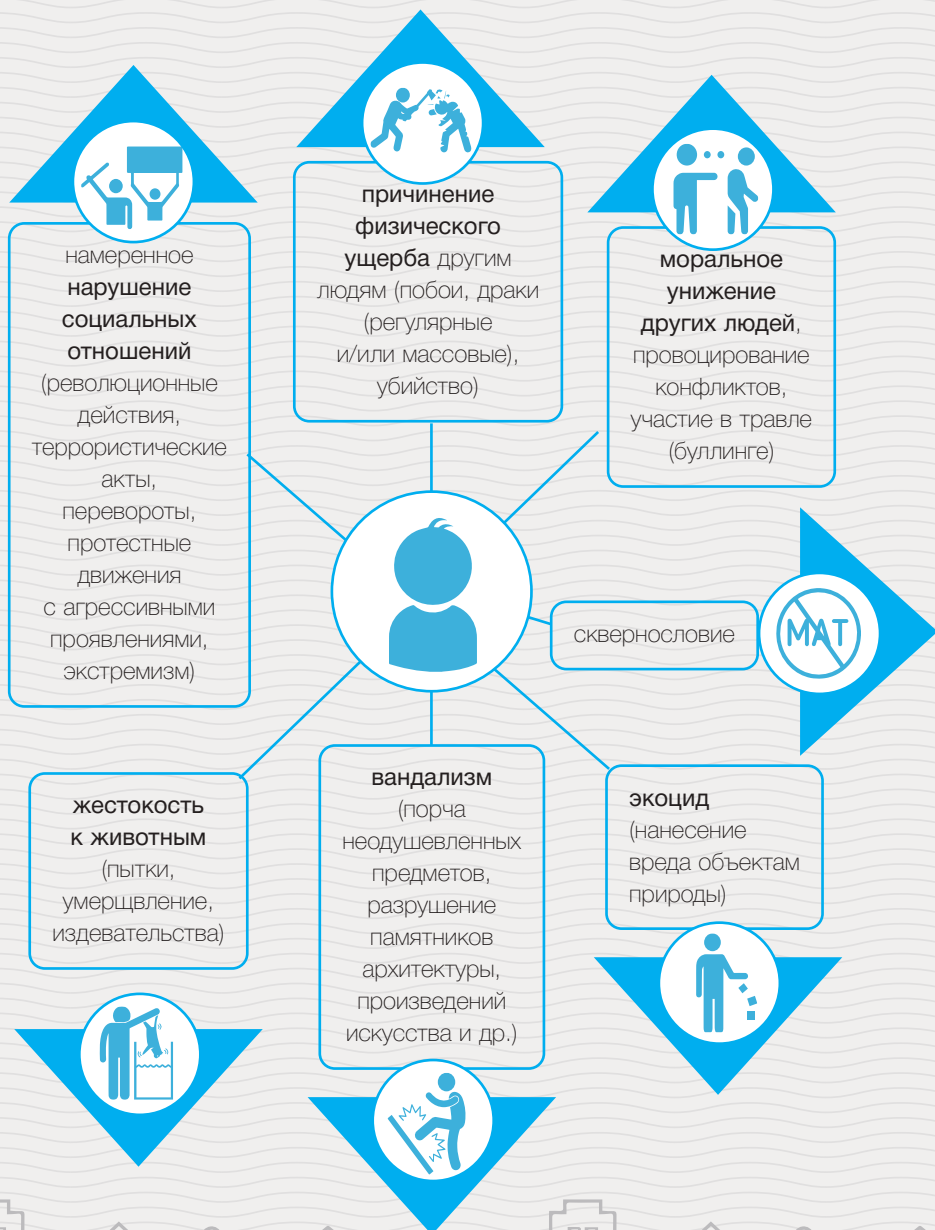 намеренное
нарушение
социальных
отношений
(революционные
действия,
террористические
акты,
перевороты,
протестные
движения
с агрессивными
проявлениями,
экстремизм)
причинение
физического
ущерба другим
людям (побои, драки
(регулярные
и/или массовые),
убийство)
моральное
унижение
других людей,
провоцирование
конфликтов,
участие в травле
(буллинге)
сквернословие
МАТ
жестокость
к животным
(пытки,
умерщвление,
издевательства)
вандализм
(порча
неодушевленных
предметов,
разрушение
памятников
архитектуры,
произведений
искусства и др.)
экоцид
(нанесение
вреда объектам
природы)